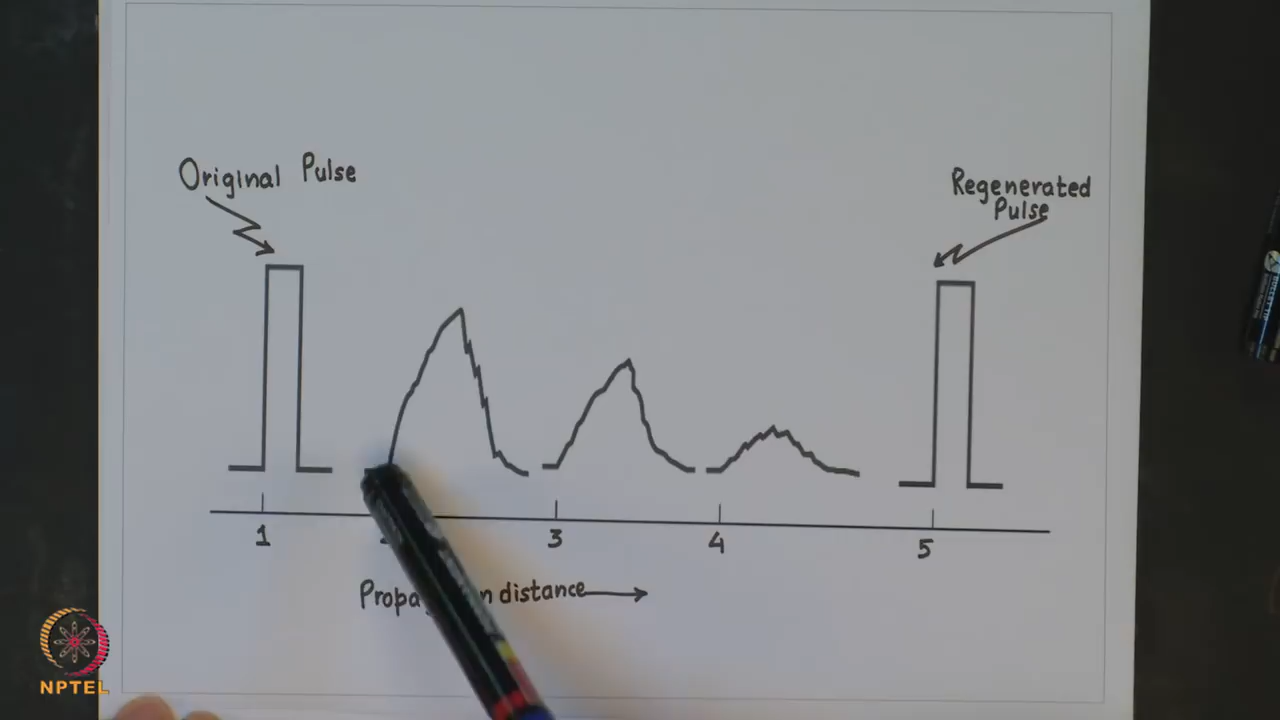 Original Pulse
Regenerated
Pulse
1
3
4
5
distance
NPTEL